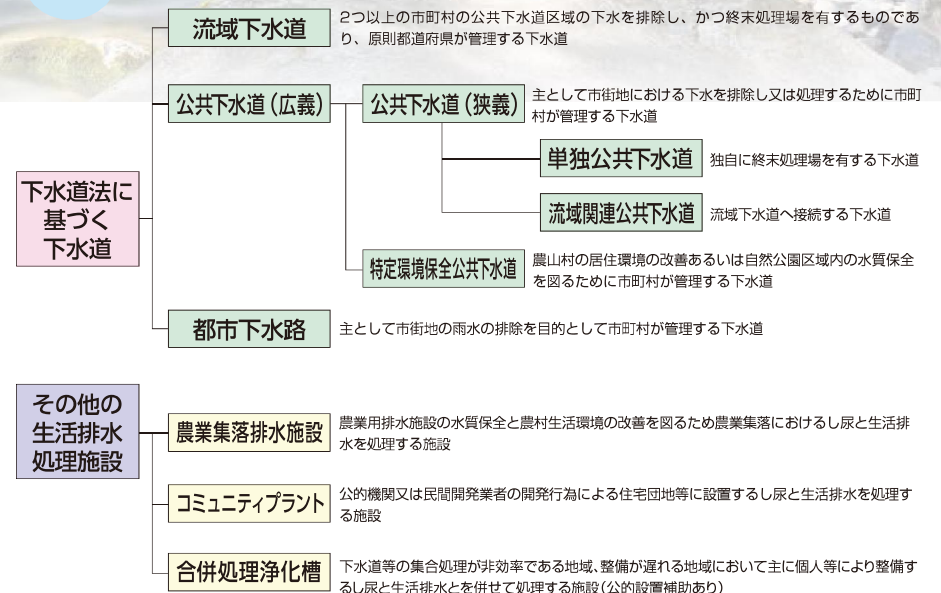 流域下水道
2つ以上の市町村の公共下水道区域の下水を排除し、かつ終末処理場を有するものであ
り、原則都道府県が管理する下水道
公共下水道(広義)
公共下水道(狭義)
主として市街地における下水を排除し又は処理するために市町
村が管理する下水道
単独公共下水道
独自に終末処理場を有する下水道
下水道法に
基づく
下水道
流域関連公共下水道
流域下水道へ接続する下水道
特定環境保全公共下水道
農山村の居住環境の改善あるいは自然公園区域内の水質保全
を図るために市町村が管理する下水道
都市下水路
主として市街地の雨水の排除を目的として市町村が管理する下水道
その他の
生活排水
処理施設
農業集落排水施設
農業用排水施設の水質保全と農村生活環境の改善を図るため農業集落におけるし尿と生活排
水を処理する施設
コミュニティプラント
公的機関又は民間開発業者の開発行為による住宅団地等に設置するし尿と生活排水を処理す
る施設
合併処理浄化槽
下水道等の集合処理が非効率である地域、整備が遅れる地域において主に個人等により整備す
るし尿と生活排水とを併せて処理する施設(公的設置補助あり)